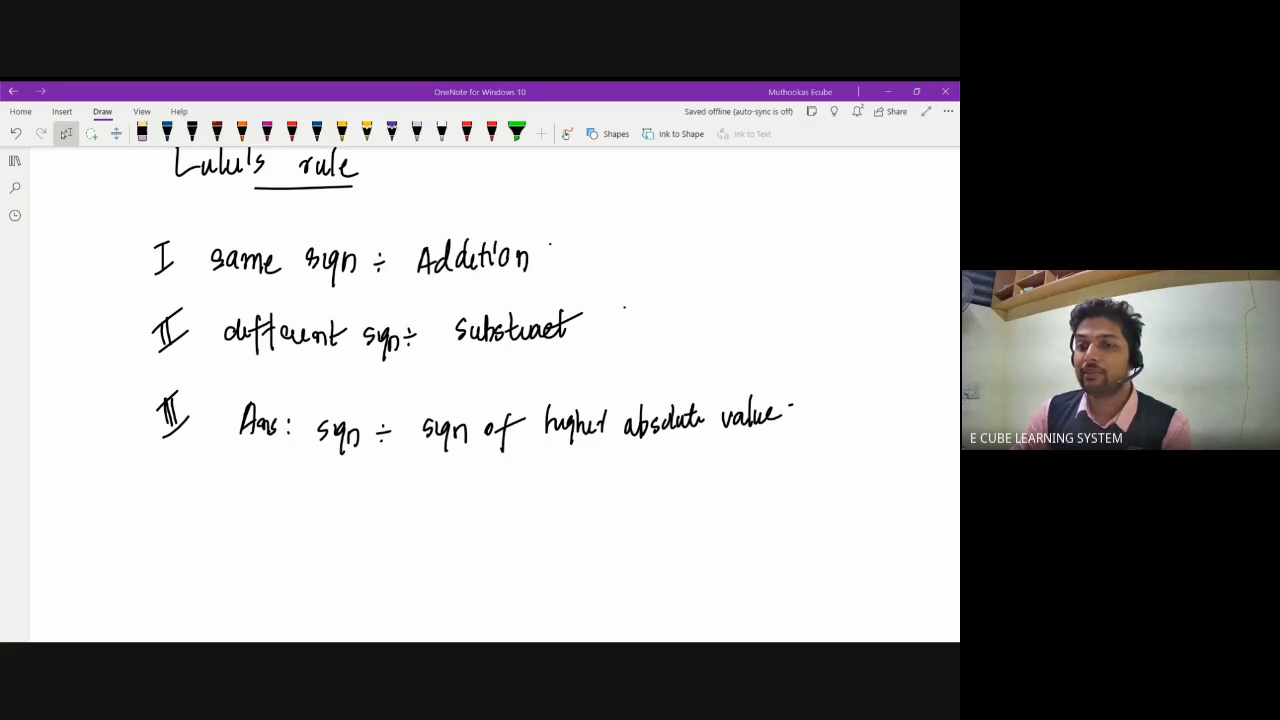 OneNote for Windows 10
Muthookas Ecube
Home Insert Draw View Help
Saved offline (auto-sync is off)
Share
Shapes
Ink to Shape
Ink to Text
Lulu's rule
I same sign ÷ Addition
II different sign ÷ substract
III Ans: sign ÷ sign of highest absolute value
E CUBE LEARNING SYSTEM